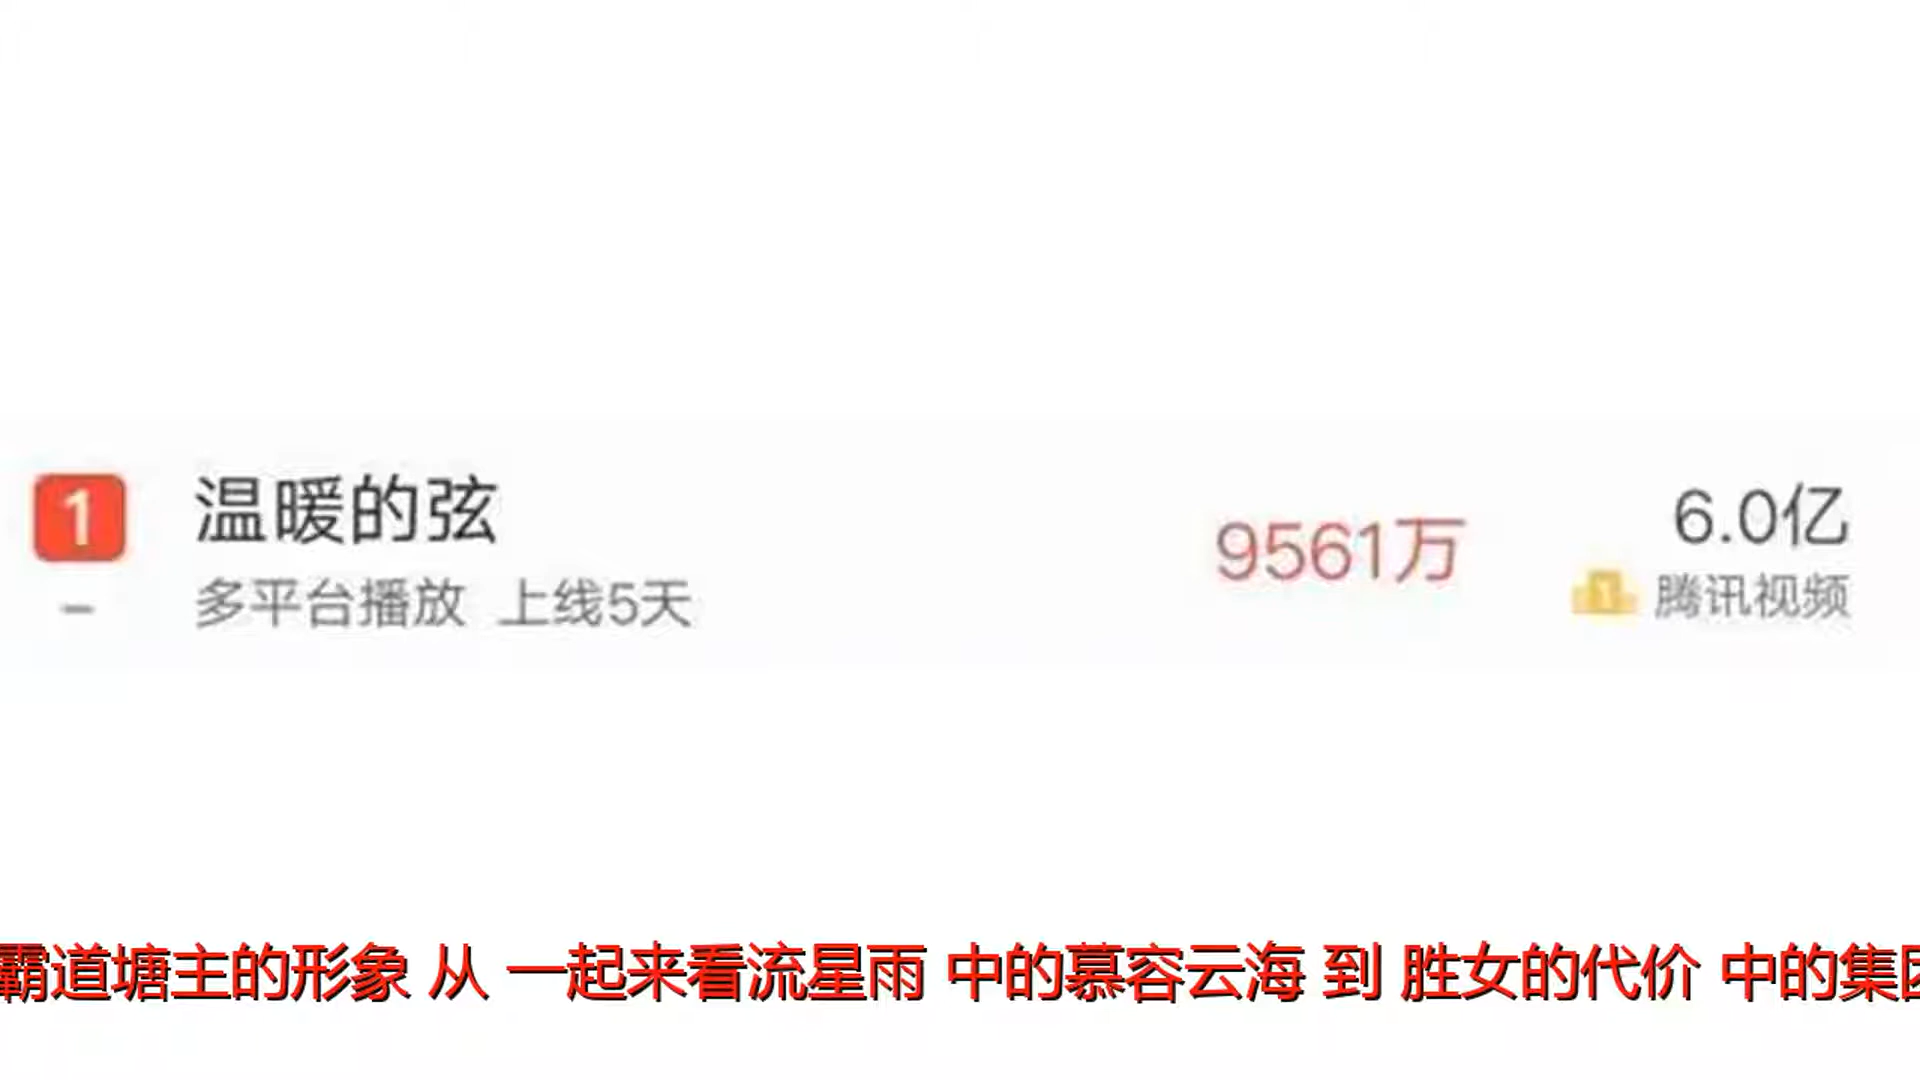 1
温暖的弦
9561万
6.0亿
多平台播放 上线5天
1 腾讯视频
霸道塘主的形象 从 一起来看流星雨 中的慕容云海 到 胜女的代价 中的集团